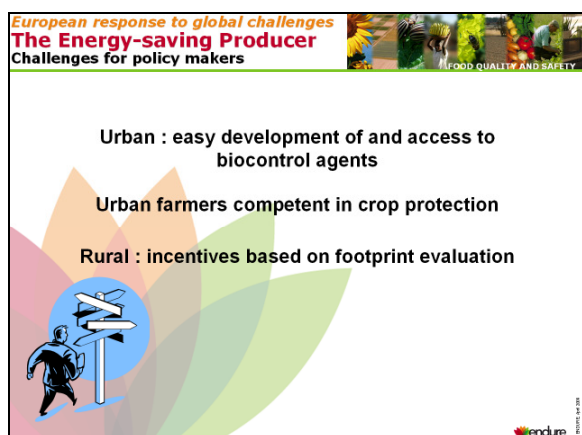 European response to global challenges
The Energy-saving Producer
Challenges for policy makers
FOOD QUALITY AND SAFETY
Urban : easy development of and access to
biocontrol agents
Urban farmers competent in crop protection
Rural : incentives based on footprint evaluation
endure